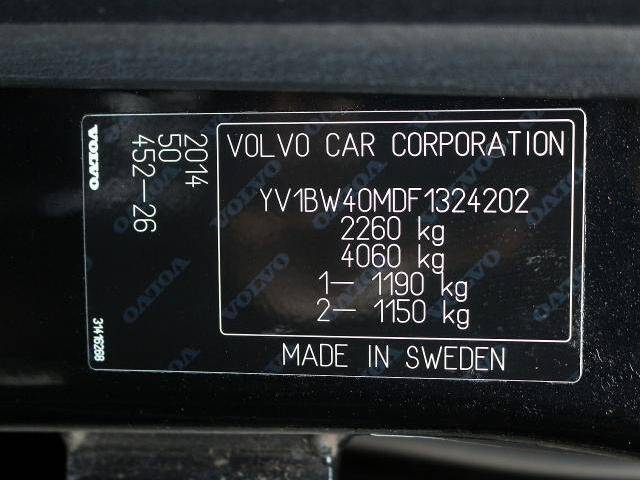 VOLVO CAR CORPORATION
YV1BW40MDF1324202
2260 kg
4060 kg
1– 1190 kg
2– 1150 kg
MADE IN SWEDEN
2014
50
452–26
VOLVO
31416268